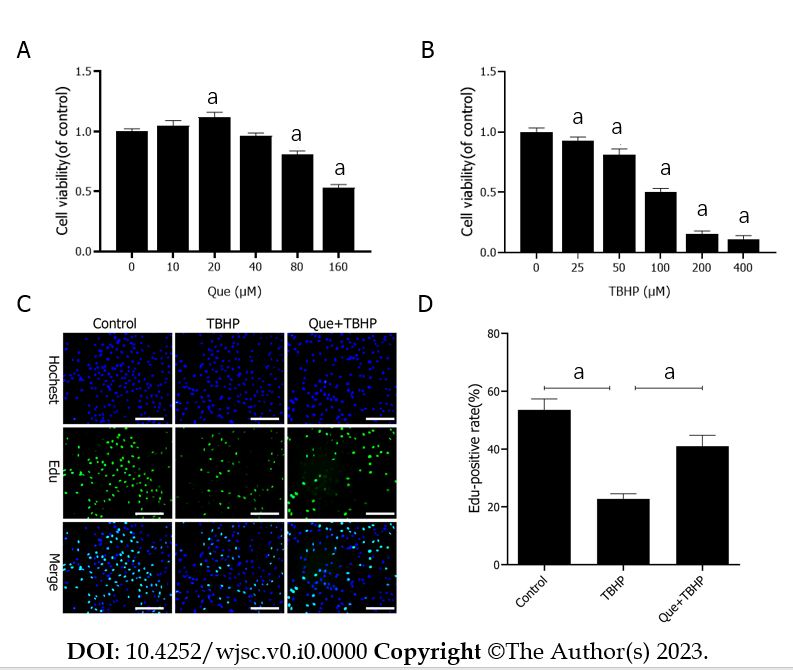 A
Cell viability(of control)
1.5
1.0
0.5
0.0
a
a
a
0
10
20
40
80
160
Que (μM)
B
Cell viability(of control)
1.5
1.0
0.5
0.0
a
a
a
a
a
0
25
50
100
200
400
TBHP (μM)
C
Control
TBHP
Que+TBHP
Hochest
Edu
Merge
D
Edu-positive rate(%)
80
60
40
20
0
a
a
Control
TBHP
Que+TBHP
DOI: 10.4252/wjsc.v0.i0.0000 Copyright ©The Author(s) 2023.